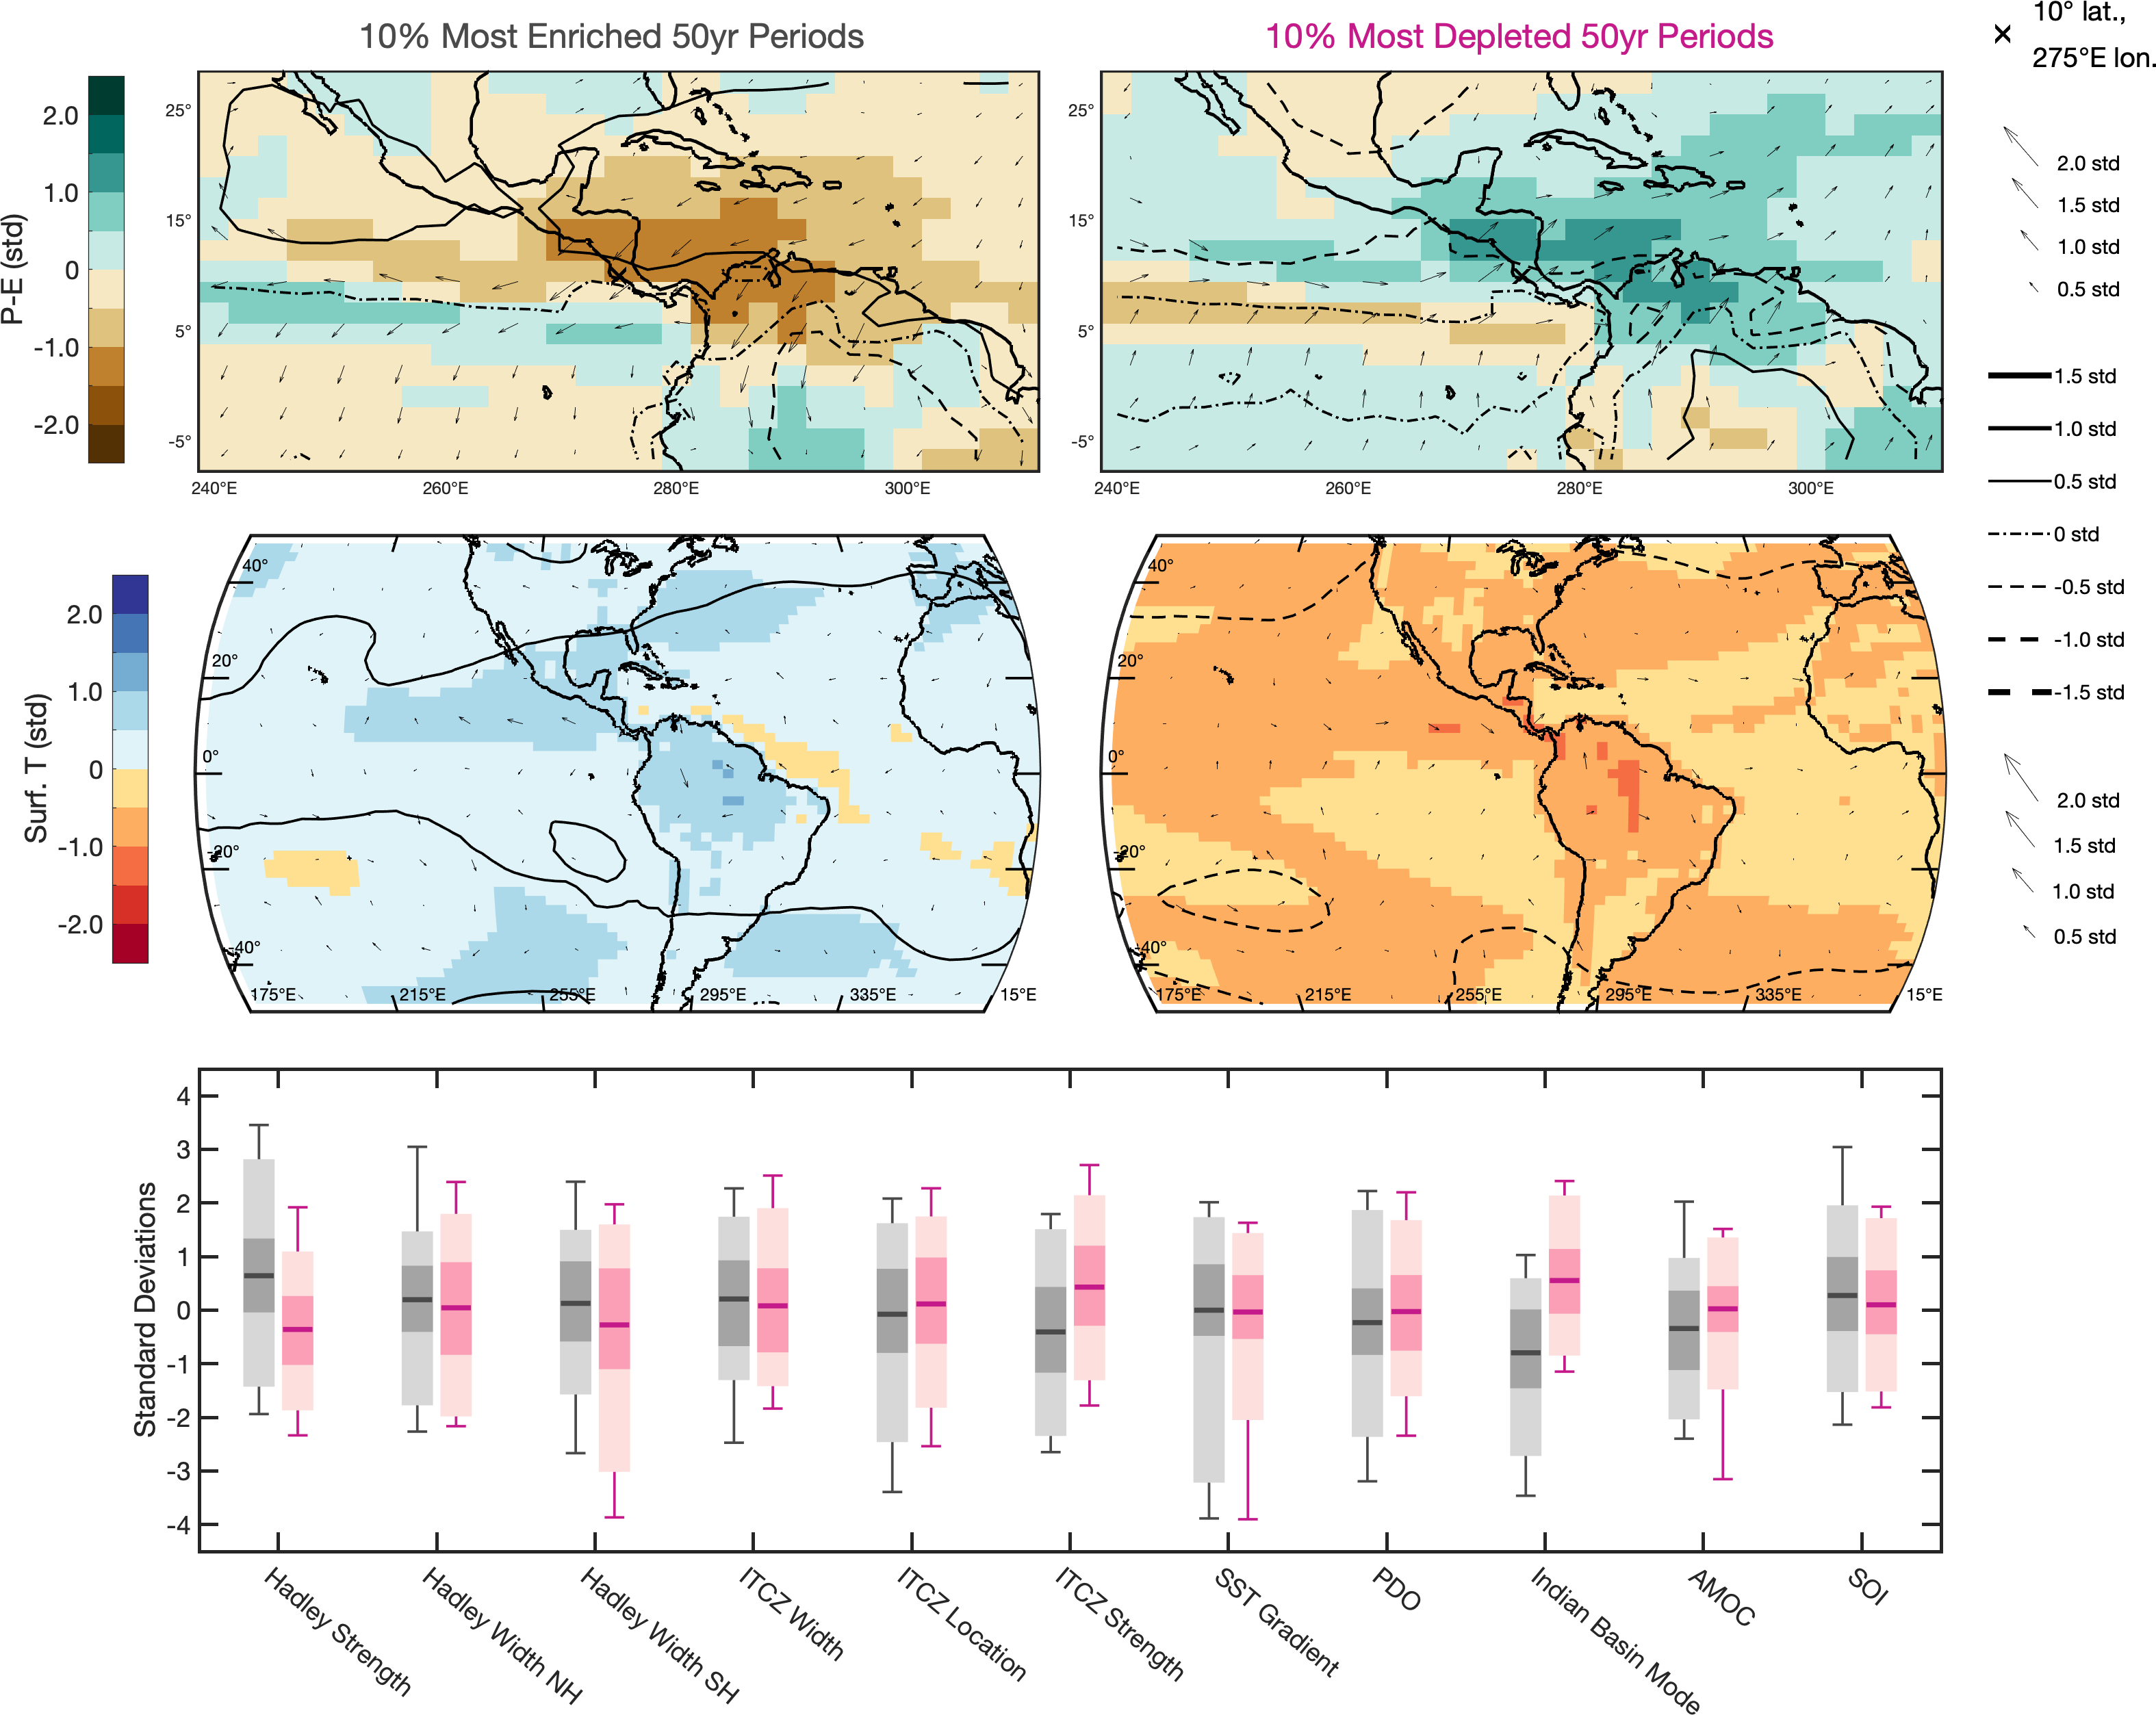 10% Most Enriched 50yr Periods
10% Most Depleted 50yr Periods
10° lat.,
275°E lon.
P-E (std)
2.0
1.0
0
-1.0
-2.0
25°
15°
5°
-5°
240°E 260°E 280°E 300°E
25°
15°
5°
-5°
240°E 260°E 280°E 300°E
2.0 std
1.5 std
1.0 std
0.5 std
1.5 std
1.0 std
0.5 std
0 std
-0.5 std
-1.0 std
-1.5 std
2.0 std
1.5 std
1.0 std
0.5 std
Surf. T (std)
2.0
1.0
0
-1.0
-2.0
40°
20°
0°
-20°
-40°
175°E 215°E 255°E 295°E 335°E 15°E
40°
20°
0°
-20°
-40°
175°E 215°E 255°E 295°E 335°E 15°E
Standard Deviations
4
3
2
1
0
-1
-2
-3
-4
Hadley Strength
Hadley Width NH
Hadley Width SH
ITCZ Width
ITCZ Location
ITCZ Strength
SST Gradient
PDO
Indian Basin Mode
AMOC
SOI